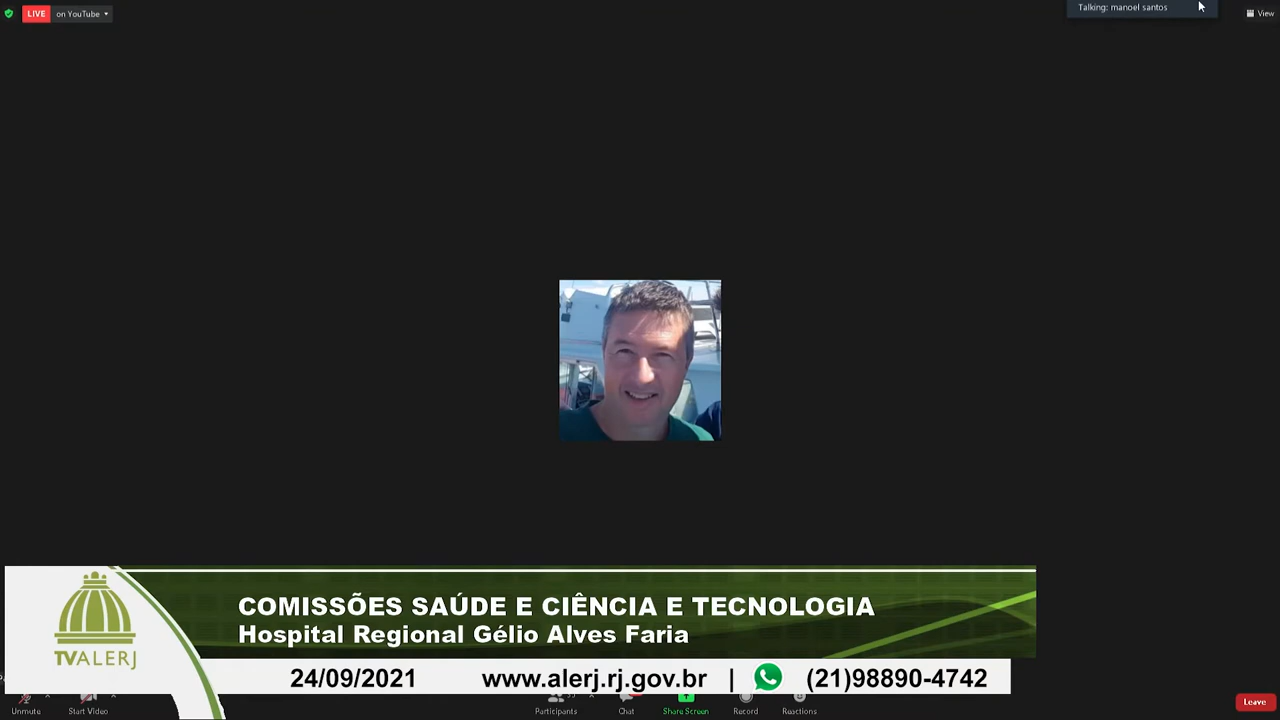 LIVE on YouTube
Talking: manoel santos
View
COMISSÕES SAÚDE E CIÊNCIA E TECNOLOGIA
Hospital Regional Gélio Alves Faria
TVALERJ
24/09/2021 www.alerj.rj.gov.br | (21)98890-4742
Unmute Start Video Participants Chat Share Screen Record Reactions Leave